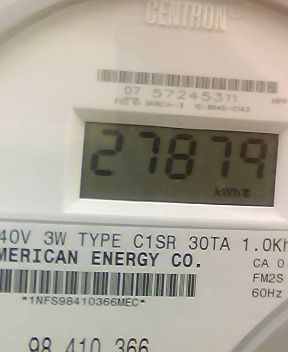 CENTRON®
07 57245311
27879
kWh
40V 3W TYPE C1SR 30TA 1.0Kh
MERICAN ENERGY CO.
CA 0
FM2S
60Hz
*1NFS98410366MEC*
98 410 366